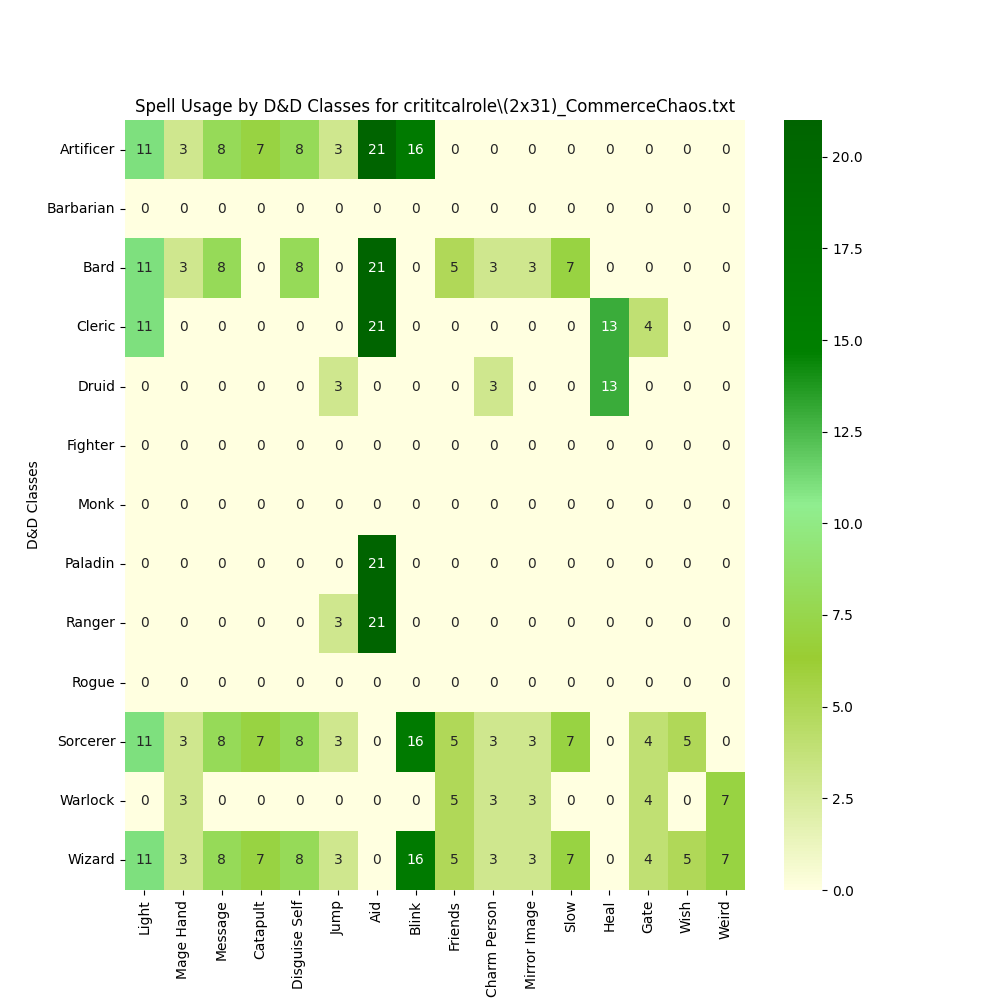 Spell Usage by D&D Classes for crititcalrole\(2x31)_CommerceChaos.txt
Artificer 11 3 8 7 8 3 21 16 0 0 0 0 0 0 0 0
Barbarian 0 0 0 0 0 0 0 0 0 0 0 0 0 0 0 0
Bard 11 3 8 0 8 0 21 0 5 3 3 7 0 0 0 0
Cleric 11 0 0 0 0 0 21 0 0 0 0 0 13 4 0 0
Druid 0 0 0 0 0 3 0 0 0 3 0 0 13 0 0 0
Fighter 0 0 0 0 0 0 0 0 0 0 0 0 0 0 0 0
Monk 0 0 0 0 0 0 0 0 0 0 0 0 0 0 0 0
Paladin 0 0 0 0 0 0 21 0 0 0 0 0 0 0 0 0
Ranger 0 0 0 0 0 3 21 0 0 0 0 0 0 0 0 0
Rogue 0 0 0 0 0 0 0 0 0 0 0 0 0 0 0 0
Sorcerer 11 3 8 7 8 3 0 16 5 3 3 7 0 4 5 0
Warlock 0 3 0 0 0 0 0 0 5 3 3 0 0 4 0 7
Wizard 11 3 8 7 8 3 0 16 5 3 3 7 0 4 5 7
D&D Classes
Light
Mage Hand
Message
Catapult
Disguise Self
Jump
Aid
Blink
Friends
Charm Person
Mirror Image
Slow
Heal
Gate
Wish
Weird
20.0
17.5
15.0
12.5
10.0
7.5
5.0
2.5
0.0